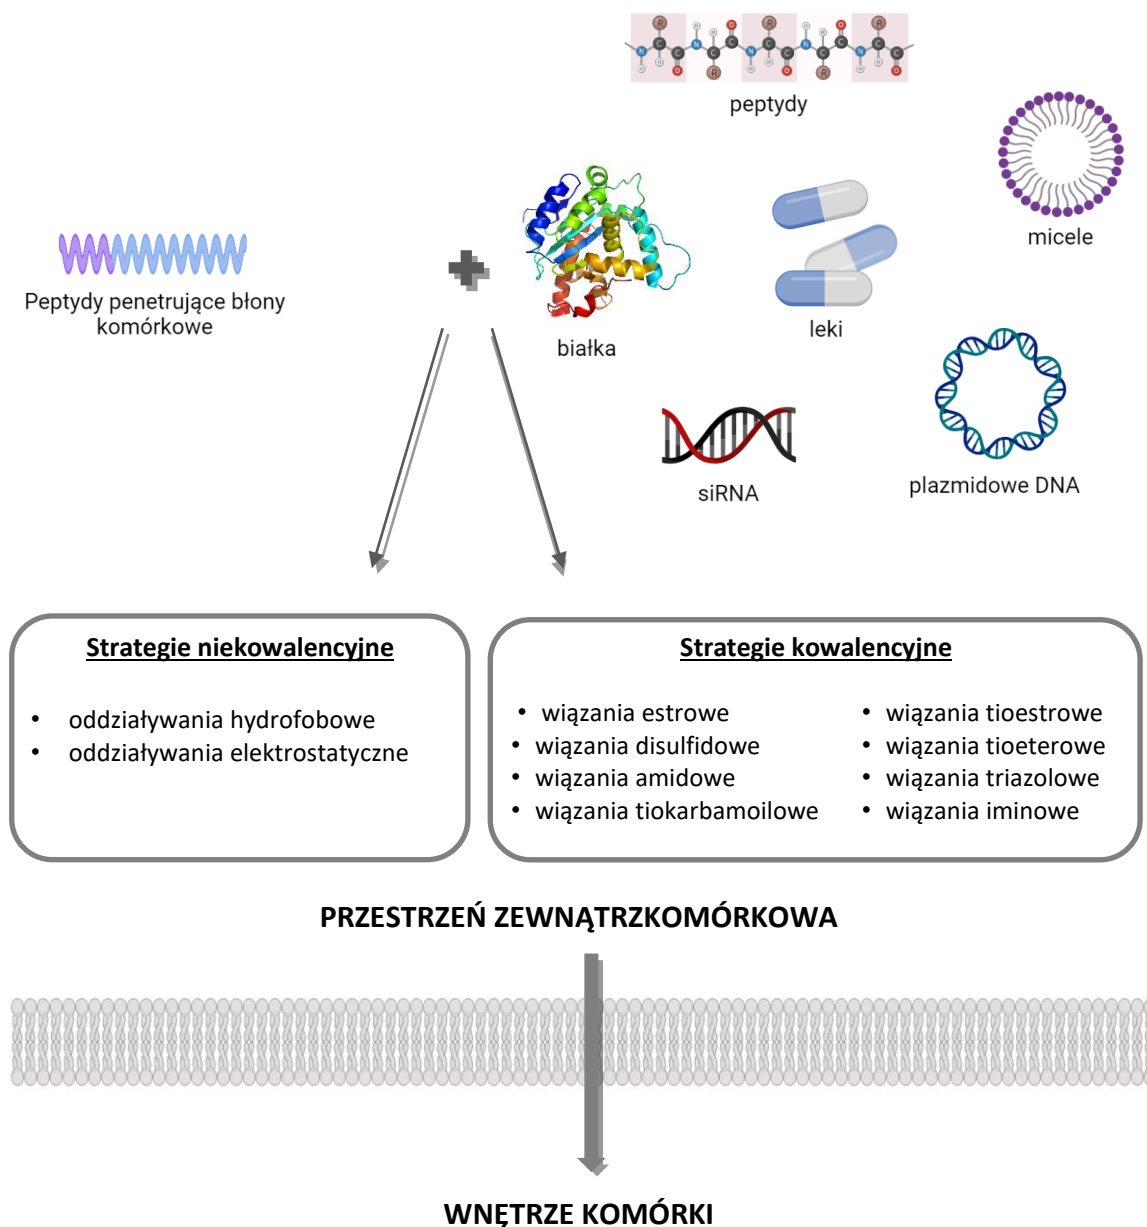 peptydy
micele
Peptydy penetrujące błony
komórkowe
białka
leki
siRNA
plazmidowe DNA
Strategie niekowalencyjne
• oddziaływania hydrofobowe
• oddziaływania elektrostatyczne
Strategie kowalencyjne
• wiązania estrowe
• wiązania disulfidowe
• wiązania amidowe
• wiązania tiokarbamoilowe
• wiązania tioestrowe
• wiązania tioeterowe
• wiązania triazolowe
• wiązania iminowe
PRZESTRZEŃ ZEWNĄTRZKOMÓRKOWA
WNĘTRZE KOMÓRKI